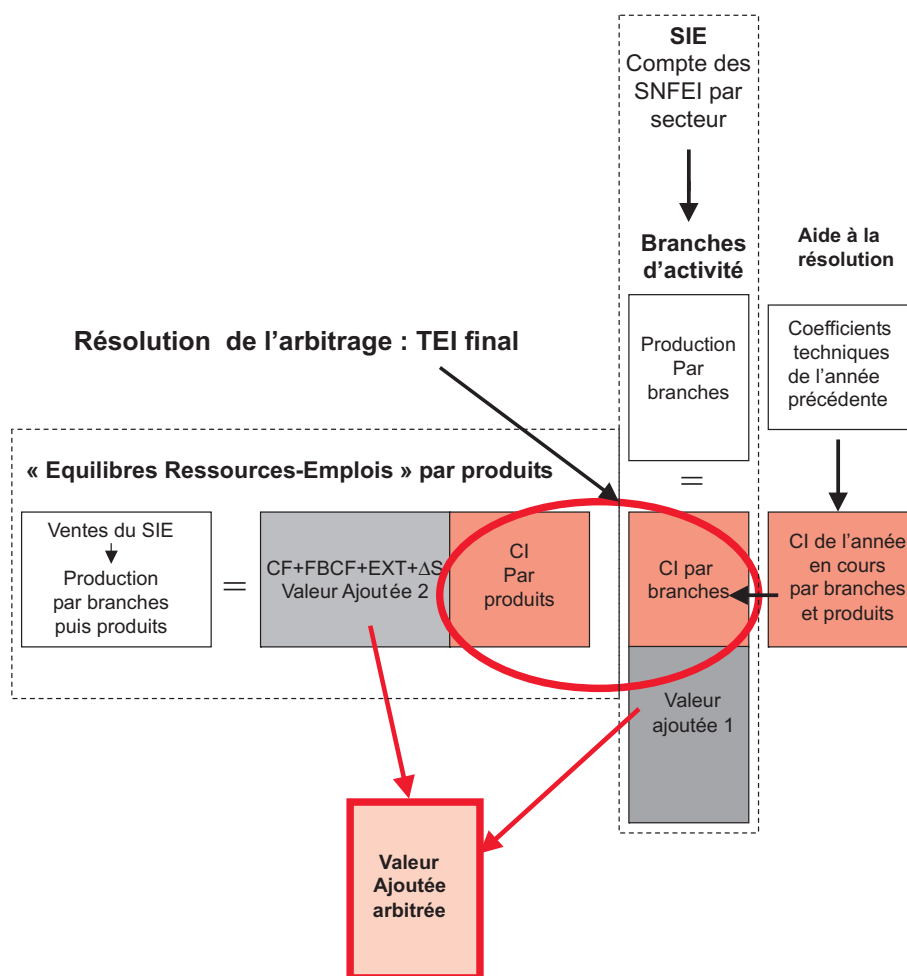 SIE
Compte des
SNFEI par
secteur
Branches
d’activité
Aide à la
résolution
Résolution de l’arbitrage : TEI final
Production
Par
branches
Coefficients
techniques
de l’année
précédente
« Equilibres Ressources-Emplois » par produits
=
Ventes du SIE
Production
par branches
puis produits
=
CF+FBCF+EXT+ΔS
Valeur Ajoutée 2
CI
Par
produits
CI par
branches
CI de l’année
en cours
par branches
et produits
Valeur
ajoutée 1
Valeur
Ajoutée
arbitrée